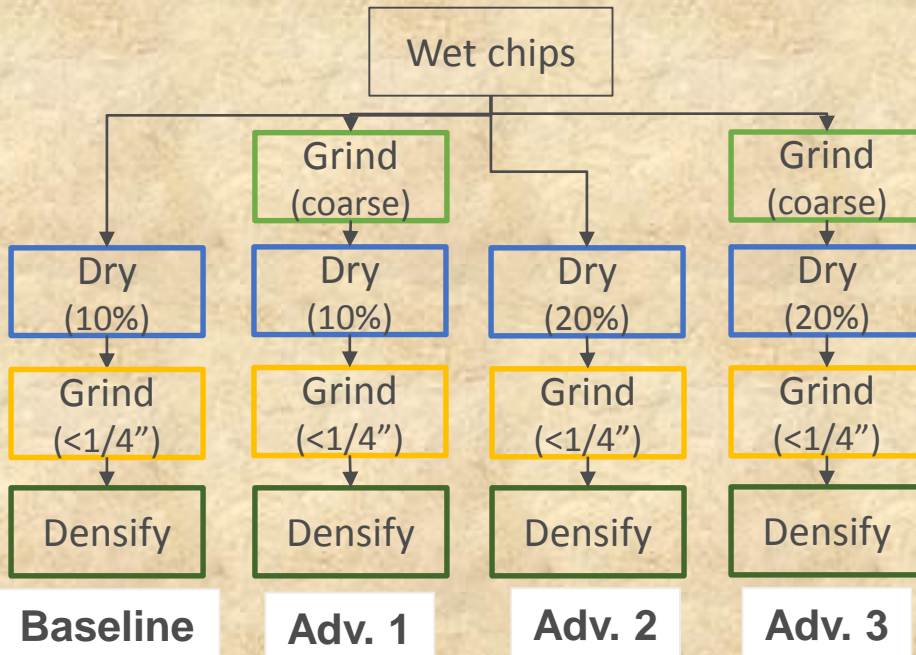 Wet chips
Grind
(coarse)
Grind
(coarse)
Dry
(10%)
Dry
(10%)
Dry
(20%)
Dry
(20%)
Grind
(<1/4”)
Grind
(<1/4”)
Grind
(<1/4”)
Grind
(<1/4”)
Densify
Densify
Densify
Densify
Baseline
Adv. 1
Adv. 2
Adv. 3